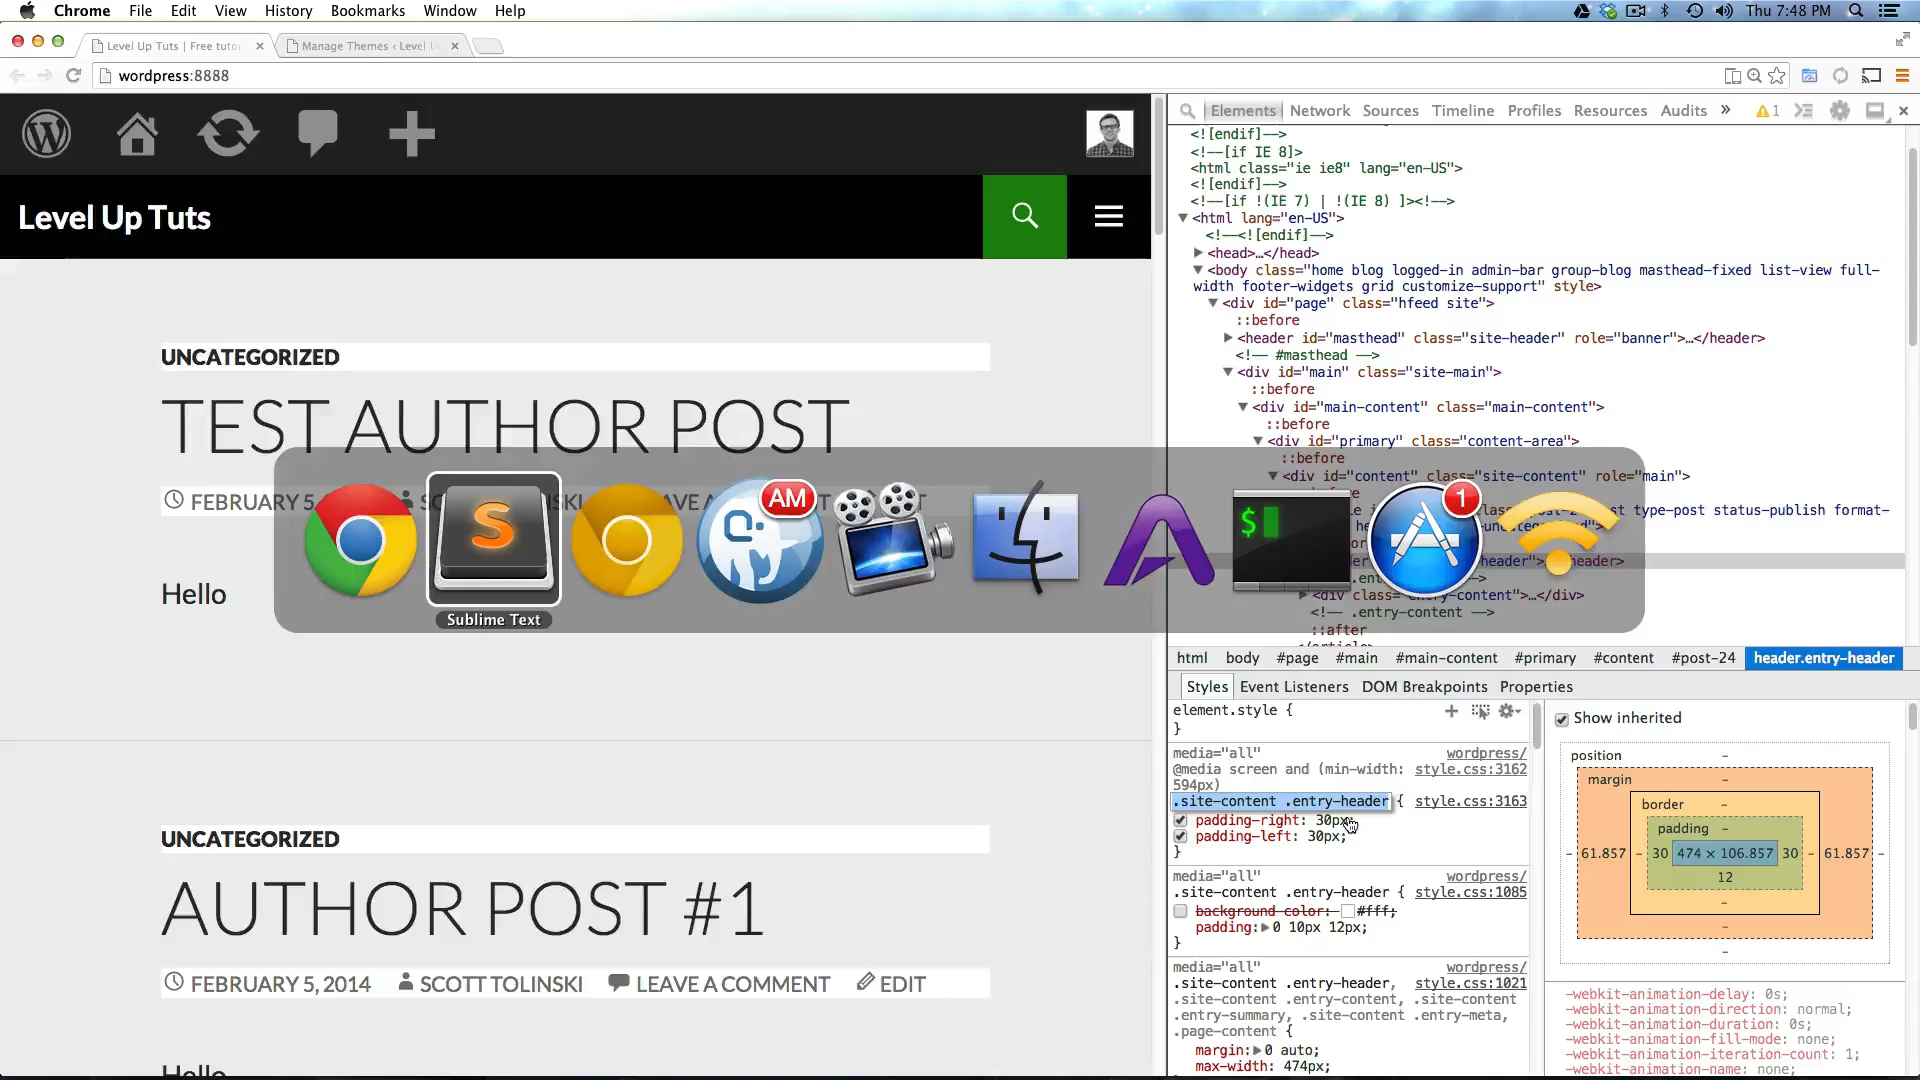 Chrome File Edit View History Bookmarks Window Help Thu 7:48 PM
Level Up Tuts | Free tutor Manage Themes ‹ Level U
wordpress:8888
Elements Network Sources Timeline Profiles Resources Audits » 1
Level Up Tuts
UNCATEGORIZED
TEST AUTHOR POST
FEBRUARY 5,
Hello
UNCATEGORIZED
AUTHOR POST #1
FEBRUARY 5, 2014 SCOTT TOLINSKI LEAVE A COMMENT EDIT
Hello
S
AM
$
1
Sublime Text
<![endif]-->
<!--[if IE 8]>
<html class="ie ie8" lang="en-US">
<![endif]-->
<!--[if !(IE 7) | !(IE 8) ]><!-->
<html lang="en-US">
<!--<![endif]-->
<head>…</head>
<body class="home blog logged-in admin-bar group-blog masthead-fixed list-view full-
width footer-widgets grid customize-support" style>
<div id="page" class="hfeed site">
::before
<header id="masthead" class="site-header" role="banner">…</header>
<!-- #masthead -->
<div id="main" class="site-main">
::before
<div id="main-content" class="main-content">
::before
<div id="primary" class="content-area">
::before
<div id="content" class="site-content" role="main">
type-post status-publish format-
<div class="entry-content">…</div>
<!-- .entry-content -->
::after
html body #page #main #main-content #primary #content #post-24 header.entry-header
Styles Event Listeners DOM Breakpoints Properties
element.style {
}
media="all" wordpress/
@media screen and (min-width: style.css:3162
594px)
.site-content .entry-header { style.css:3163
padding-right: 30px;
padding-left: 30px;
}
media="all" wordpress/
.site-content .entry-header { style.css:1085
background-color: #fff;
padding: 0 10px 12px;
}
media="all" wordpress/
.site-content .entry-header, style.css:1021
.site-content .entry-content, .site-content
.entry-summary, .site-content .entry-meta,
.page-content {
margin: 0 auto;
max-width: 474px;
Show inherited
position –
margin –
border –
padding –
– 61.857 – 30 474 × 106.857 30 – 61.857 –
12
–
–
–
-webkit-animation-delay: 0s;
-webkit-animation-direction: normal;
-webkit-animation-duration: 0s;
-webkit-animation-fill-mode: none;
-webkit-animation-iteration-count: 1;
-webkit-animation-name: none;